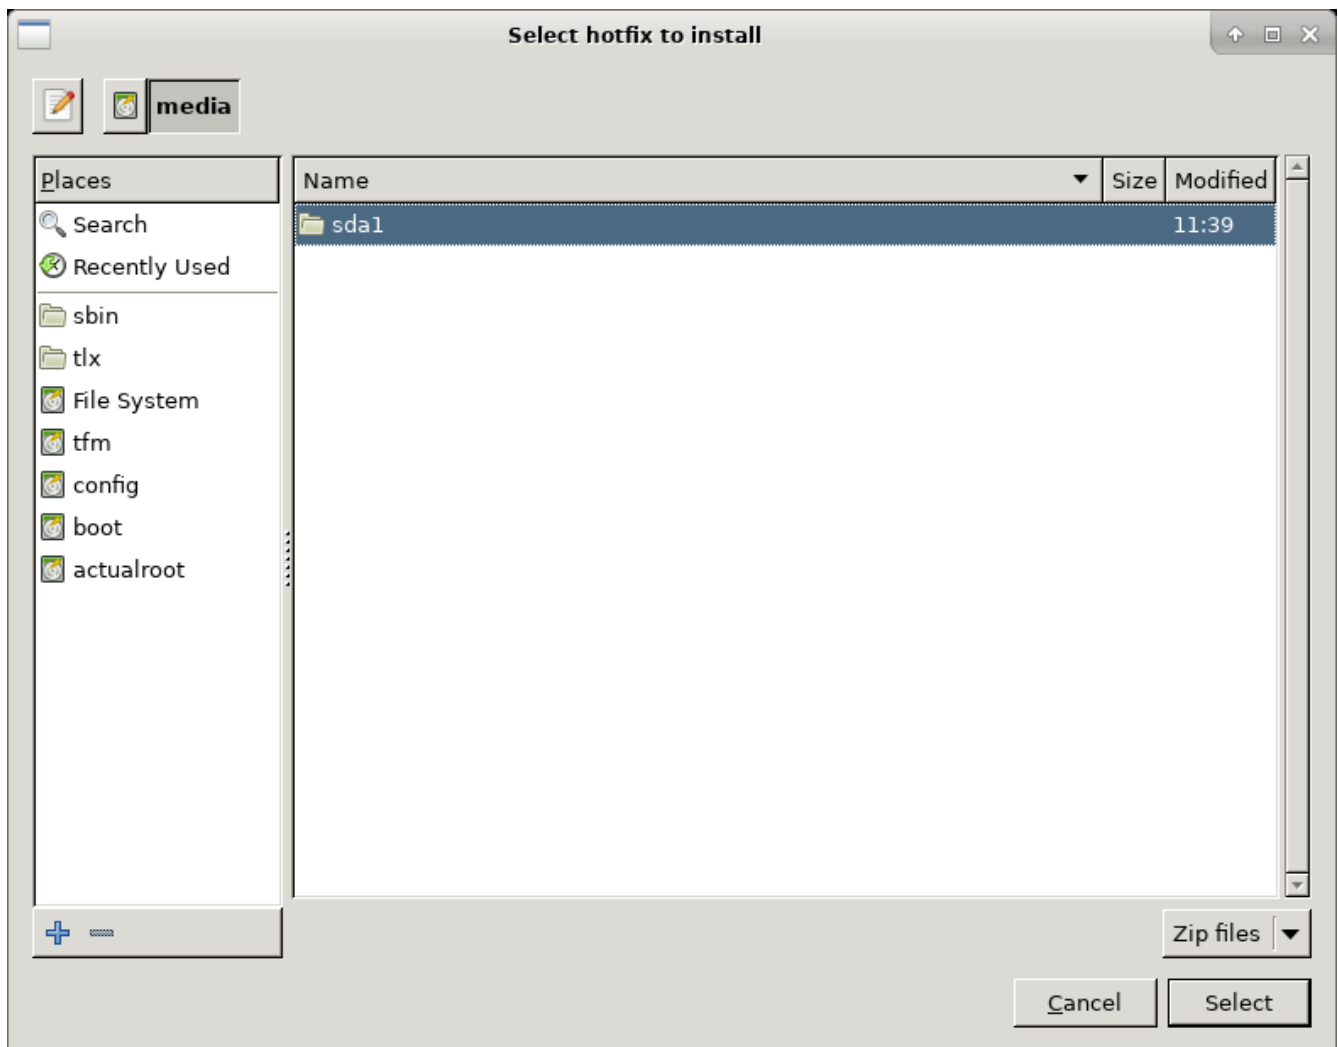 Select hotfix to install
media
Places
Name Size Modified
Search
sda1 11:39
Recently Used
sbin
tlx
File System
tfm
config
boot
actualroot
Zip files
Cancel Select